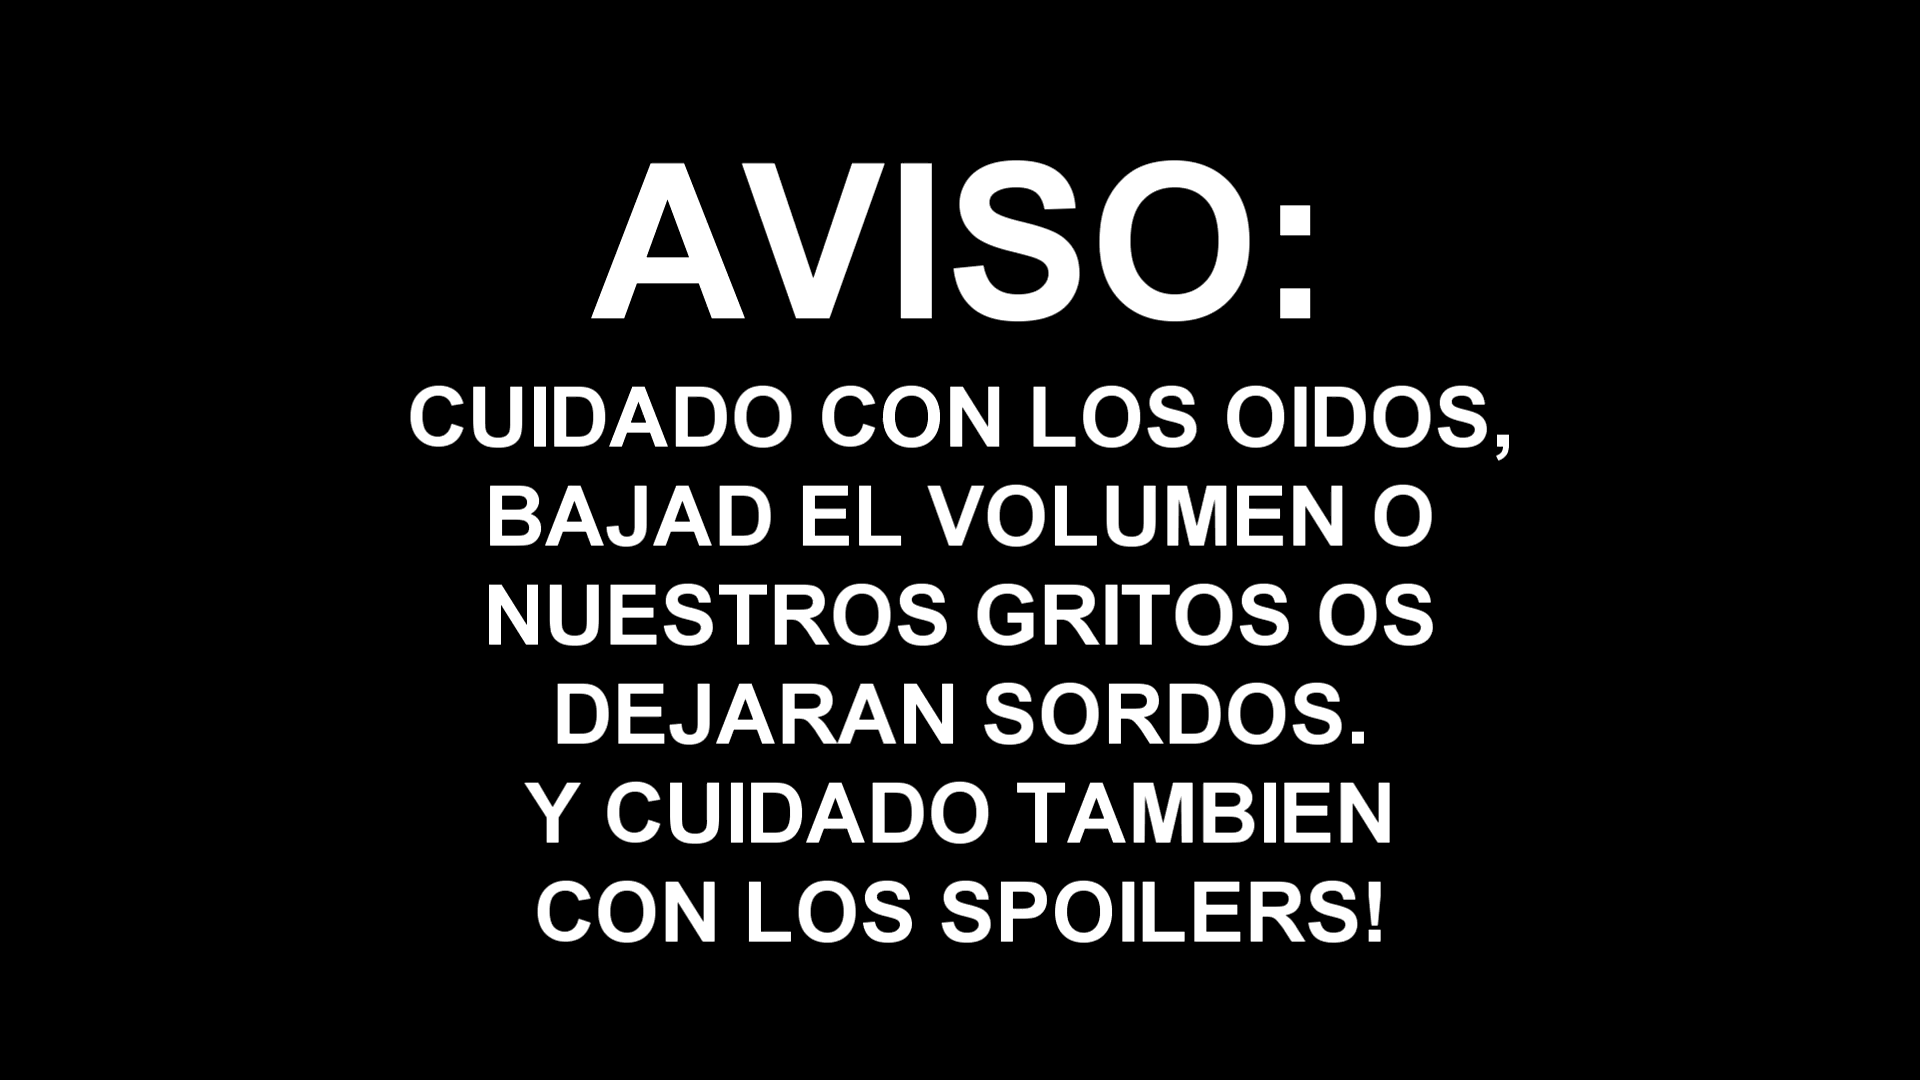 AVISO:
CUIDADO CON LOS OIDOS,
BAJAD EL VOLUMEN O
NUESTROS GRITOS OS
DEJARAN SORDOS.
Y CUIDADO TAMBIEN
CON LOS SPOILERS!